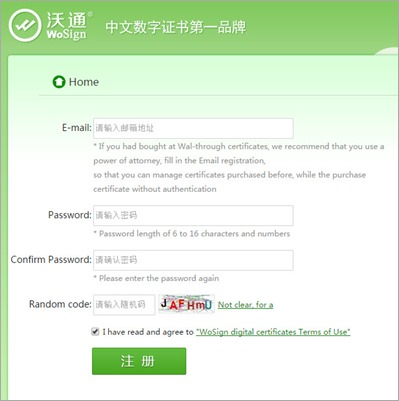 沃通®
WoSign
中文数字证书第一品牌
Home
E-mail: 请输入邮箱地址
* If you had bought at Wal-through certificates, we recommend that you use a
power of attorney, fill in the Email registration,
so that you can manage certificates purchased before, while the purchase
certificate without authentication
Password: 请输入密码
* Password length of 6 to 16 characters and numbers
Confirm Password: 请确认密码
* Please enter the password again
Random code: 请输入随机码 JAFHmU Not clear, for a
I have read and agree to "WoSign digital certificates Terms of Use"
注 册